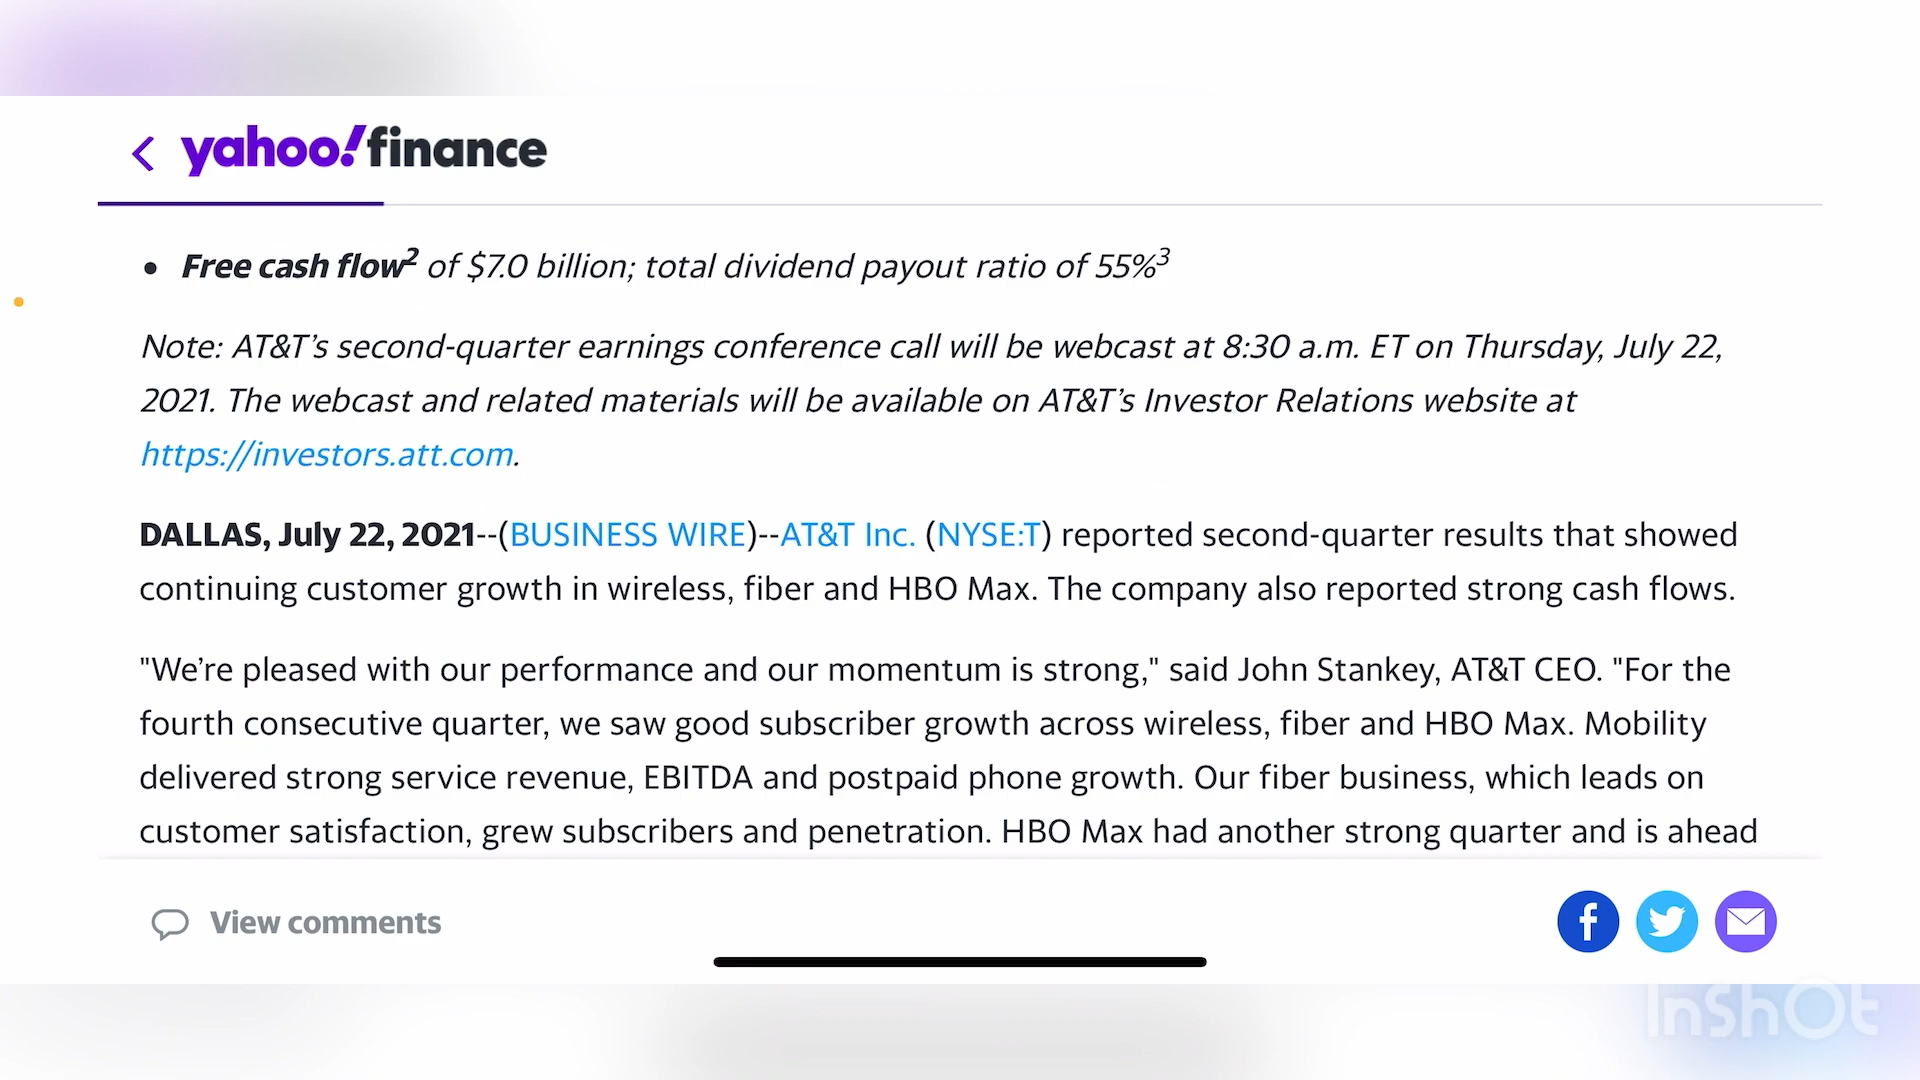 yahoo!finance
• Free cash flow² of $7.0 billion; total dividend payout ratio of 55%³
Note: AT&T’s second-quarter earnings conference call will be webcast at 8:30 a.m. ET on Thursday, July 22,
2021. The webcast and related materials will be available on AT&T’s Investor Relations website at
https://investors.att.com.
DALLAS, July 22, 2021--(BUSINESS WIRE)--AT&T Inc. (NYSE:T) reported second-quarter results that showed
continuing customer growth in wireless, fiber and HBO Max. The company also reported strong cash flows.
"We’re pleased with our performance and our momentum is strong," said John Stankey, AT&T CEO. "For the
fourth consecutive quarter, we saw good subscriber growth across wireless, fiber and HBO Max. Mobility
delivered strong service revenue, EBITDA and postpaid phone growth. Our fiber business, which leads on
customer satisfaction, grew subscribers and penetration. HBO Max had another strong quarter and is ahead
View comments
InShOt